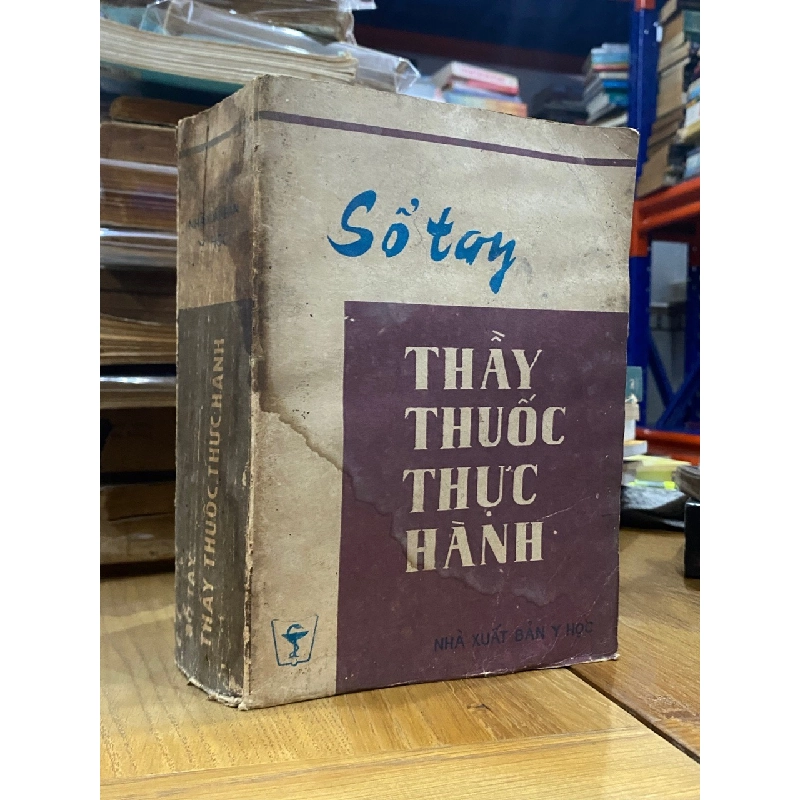 Sổ tay
THẦY
THUỐC
THỰC
HÀNH
NHÀ XUẤT BẢN Y HỌC
SỔ TAY
THẦY THUỐC THỰC HÀNH